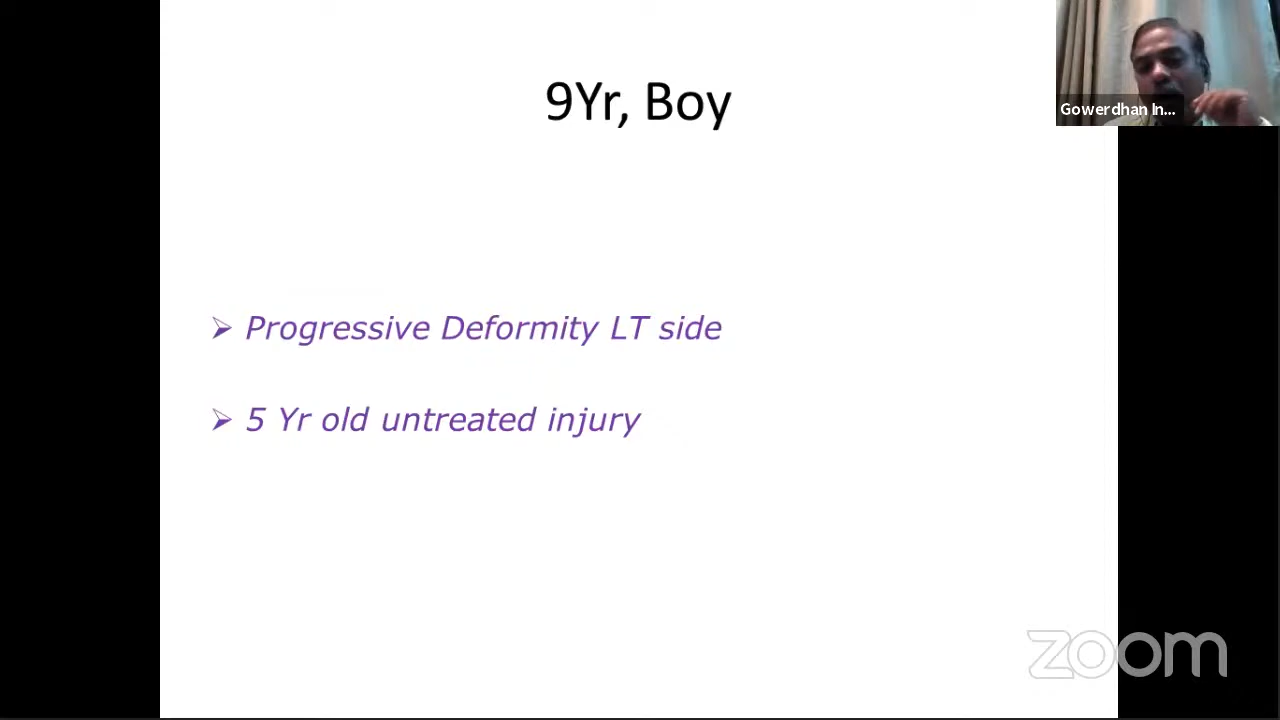 9Yr, Boy
Gowerdhan In...
➢ Progressive Deformity LT side
➢ 5 Yr old untreated injury
zoom